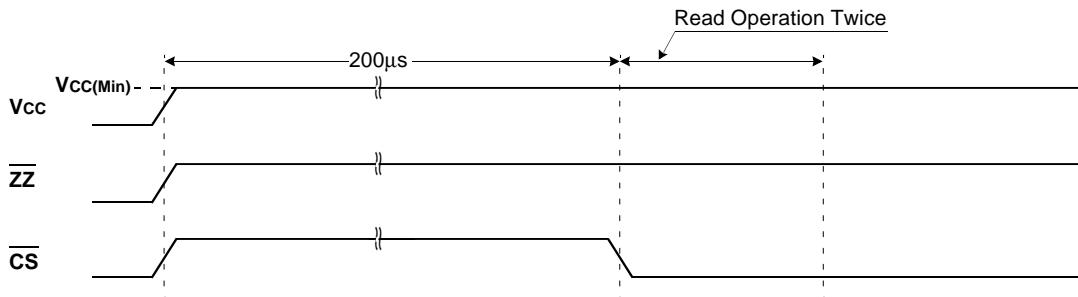 Read Operation Twice
200μs
VCC(Min)
VCC
ZZ
CS